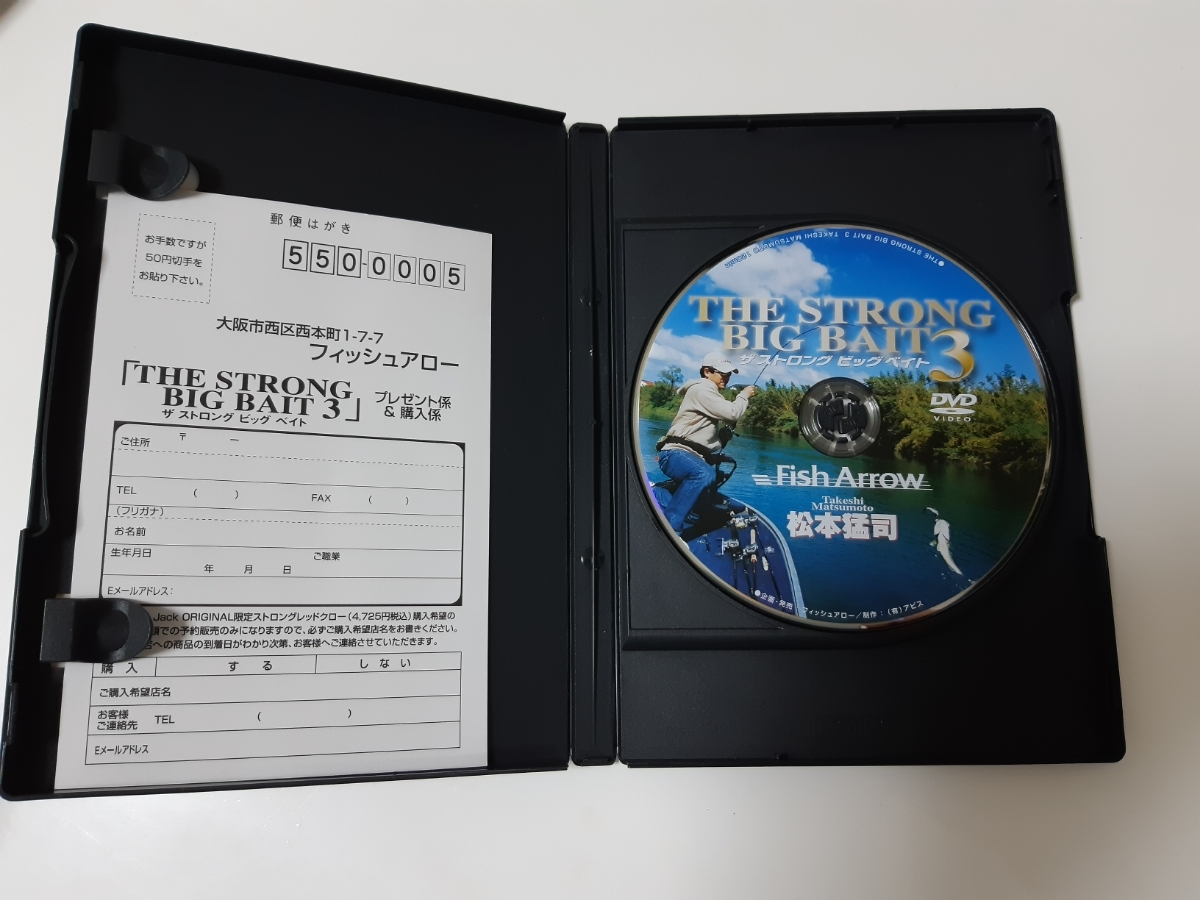 郵便はがき
お手数ですが
50円切手を
お貼り下さい。
550-0005
大阪市西区西本町1-7-7
フィッシュアロー
「THE STRONG
BIG BAIT 3」
ザ ストロング ビッグ ベイト
プレゼント係
& 購入係
ご住所 〒 ー
TEL ( ) FAX ( )
(フリガナ)
お名前
生年月日 ご職業
年 月 日
Eメールアドレス:
Jack ORIGINAL限定ストロングレッドクロー(4,725円税込)購入希望の
での予約販売のみになりますので、必ずご購入希望店名をお書きください。
への商品の到着日がわかり次第、お客様へご連絡させていただきます。
購 入 す る し な い
ご購入希望店名
お客様
ご連絡先 TEL ( )
Eメールアドレス
●THE STRONG BIG BAIT 3 TAKESHI MATSUMOTO
THE STRONG
BIG BAIT 3
ザ ストロング ビッグ ベイト
DVD
VIDEO
Fish Arrow
Takeshi
Matsumoto
松本猛司
●企画・発売 フィッシュアロー/制作:(有)アビス